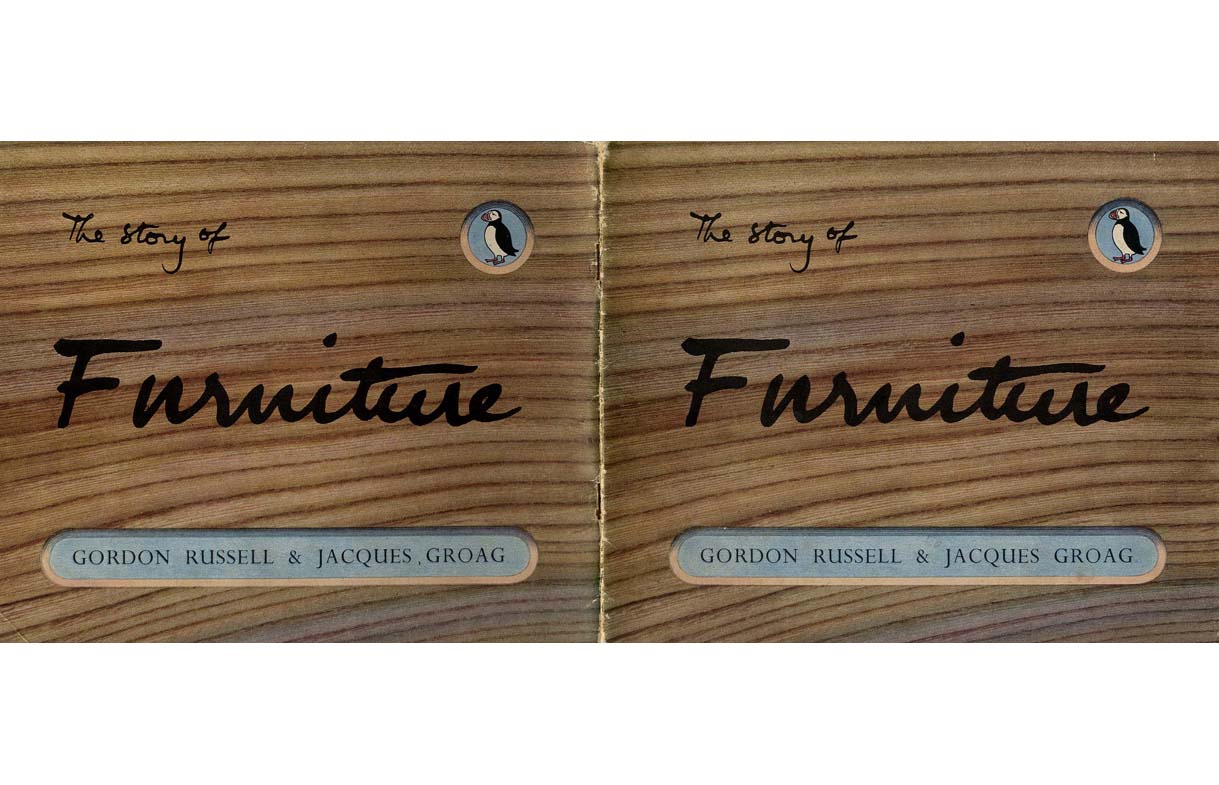 The story of
Furniture
GORDON RUSSELL & JACQUES, GROAG
The story of
Furniture
GORDON RUSSELL & JACQUES GROAG